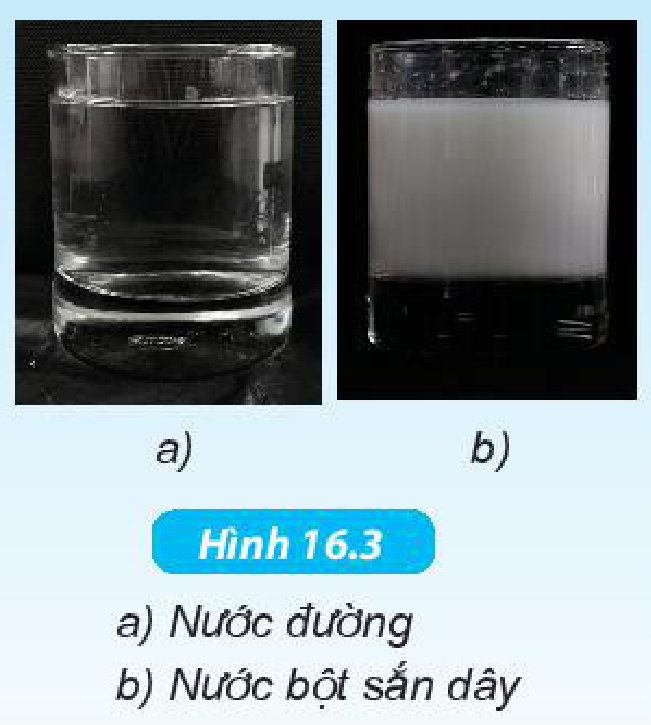 a)
b)
Hình 16.3
a) Nước đường
b) Nước bột sắn dây